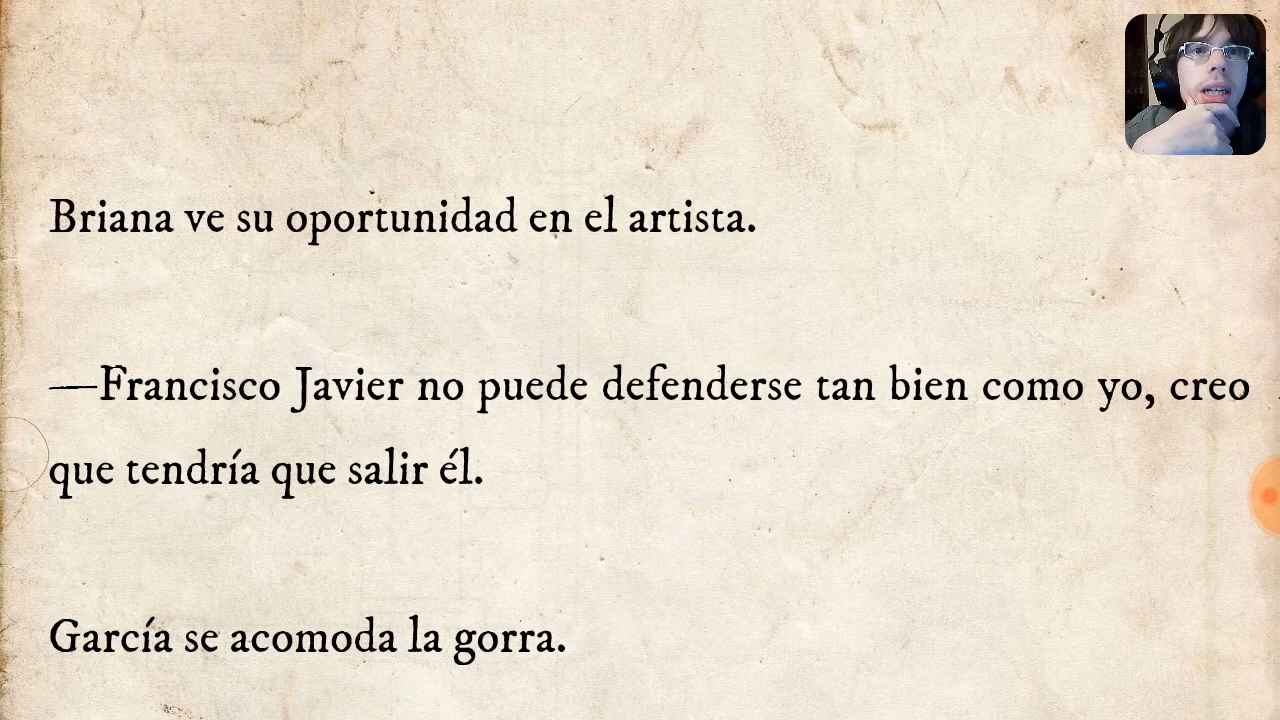 Briana ve su oportunidad en el artista.
—Francisco Javier no puede defenderse tan bien como yo, creo
que tendría que salir él.
García se acomoda la gorra.